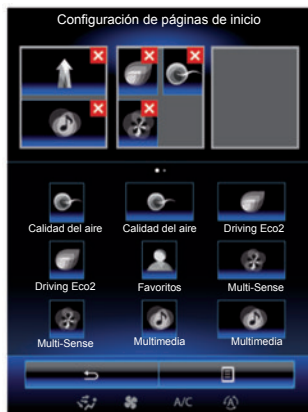 Configuración de páginas de inicio
Calidad del aire
Calidad del aire
Driving Eco2
Driving Eco2
Favoritos
Multi-Sense
Multi-Sense
Multimedia
Multimedia
A/C
A